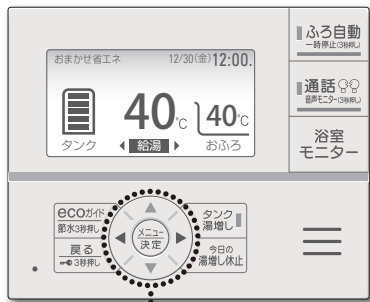 ふろ自動
一時停止(3秒押し)
おまかせ省エネ 12/30(金)12:00.
通話
音声モニター(3秒押し)
40℃ 40℃
タンク 給湯 おふろ
浴室
モニター
ecoガイド
節水3秒押し
タンク
湯増し
メニュー
決定
戻る
3秒押し
今日の
湯増し休止